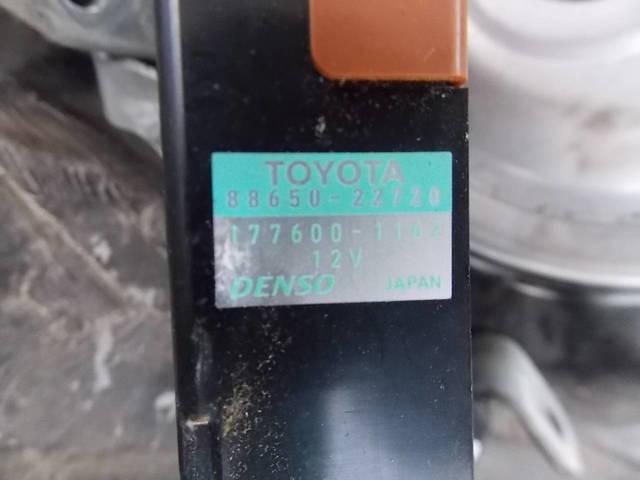 TOYOTA
88650-22720
177600-1162
12V
DENSO JAPAN